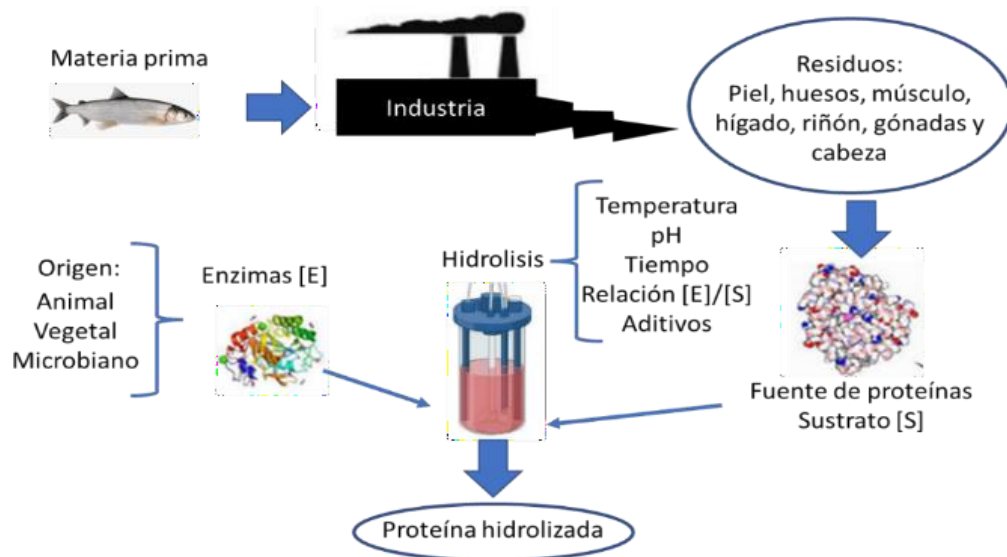 Materia prima
Industria
Residuos:
Piel, huesos, músculo,
hígado, riñón, gónadas y
cabeza
Origen:
Animal
Vegetal
Microbiano
Enzimas [E]
Hidrolisis
Temperatura
pH
Tiempo
Relación [E]/[S]
Aditivos
Fuente de proteínas
Sustrato [S]
Proteína hidrolizada